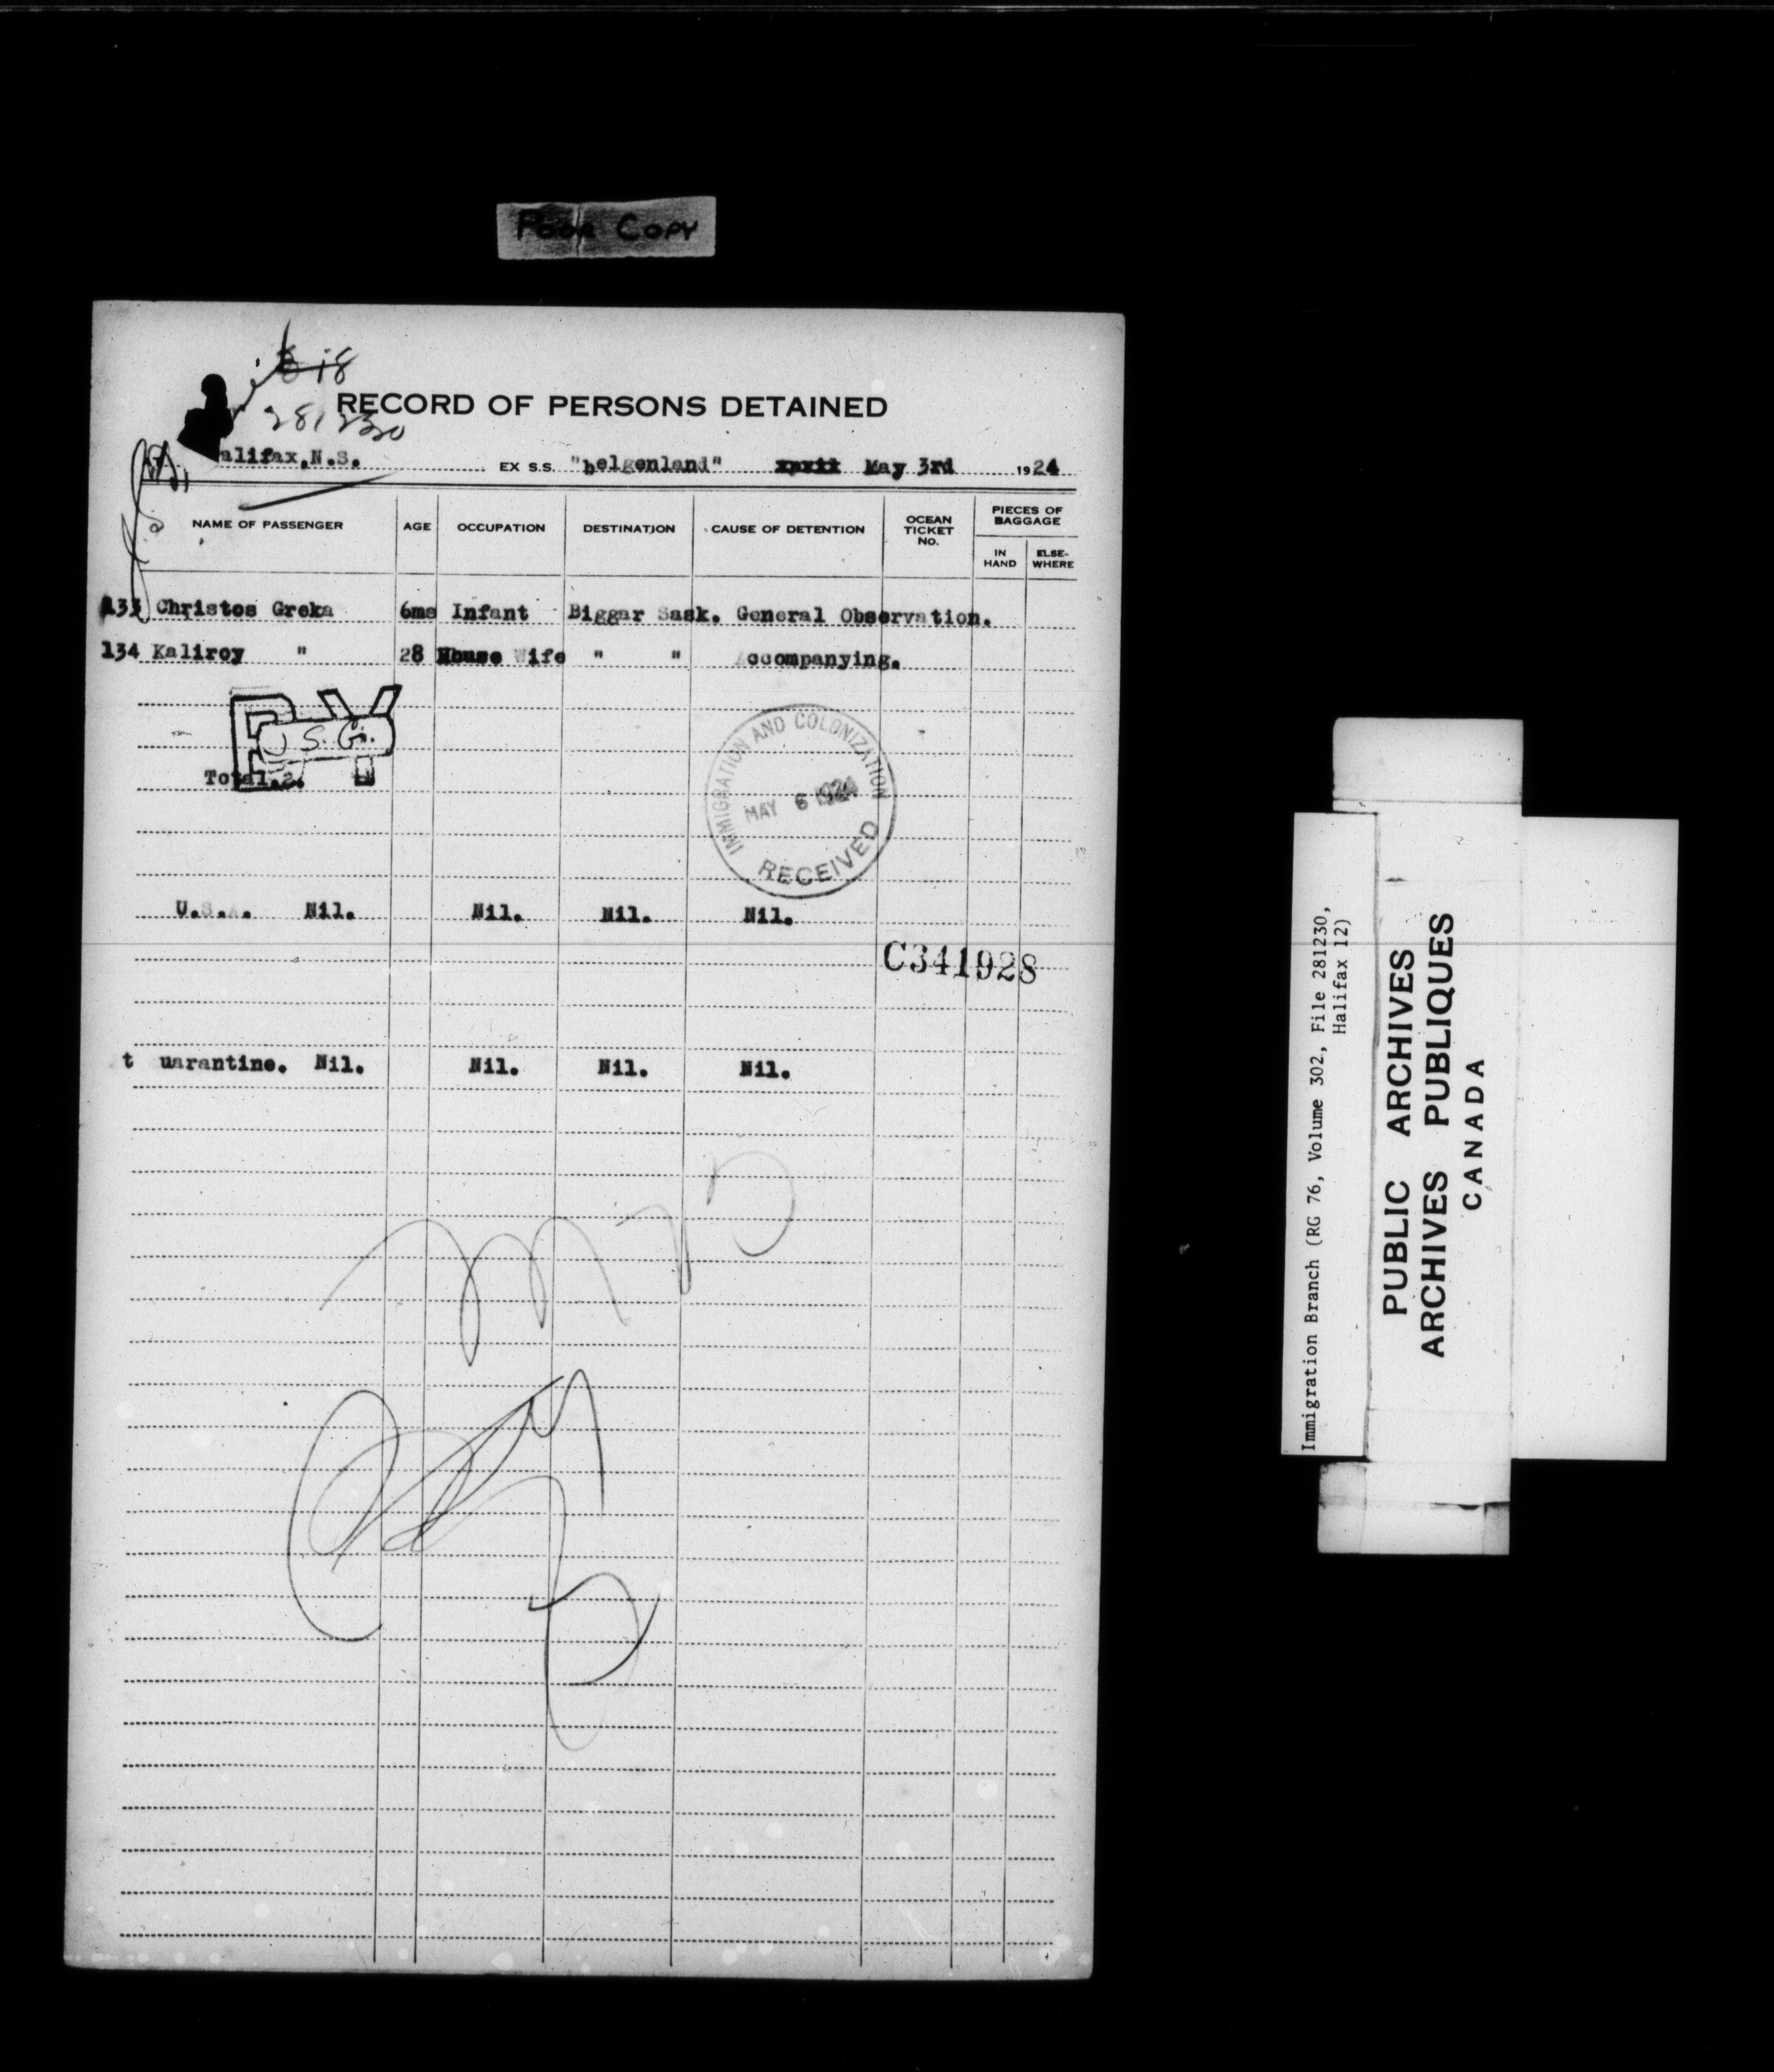 Poor Copy
281230
RECORD OF PERSONS DETAINED
alifax,N.S. EX S.S. "belgenland" May 3rd 1924
NAME OF PASSENGER AGE OCCUPATION DESTINATION CAUSE OF DETENTION OCEAN TICKET NO. PIECES OF BAGGAGE
IN HAND ELSE-WHERE
133 Christos Greka 6ms Infant Biggar Sask. General Observation.
134 Kaliroy " 28 House Wife " " Accompanying.
U.S.G.
Total.2.
IMMIGRATION AND COLONIZATION
MAY 6 1924
RECEIVED
U.S.A. Nil. Nil. Nil. Nil.
C341928
t uarantine. Nil. Nil. Nil. Nil.
Immigration Branch (RG 76, Volume 302, File 281230,
Halifax 12)
PUBLIC ARCHIVES
ARCHIVES PUBLIQUES
CANADA